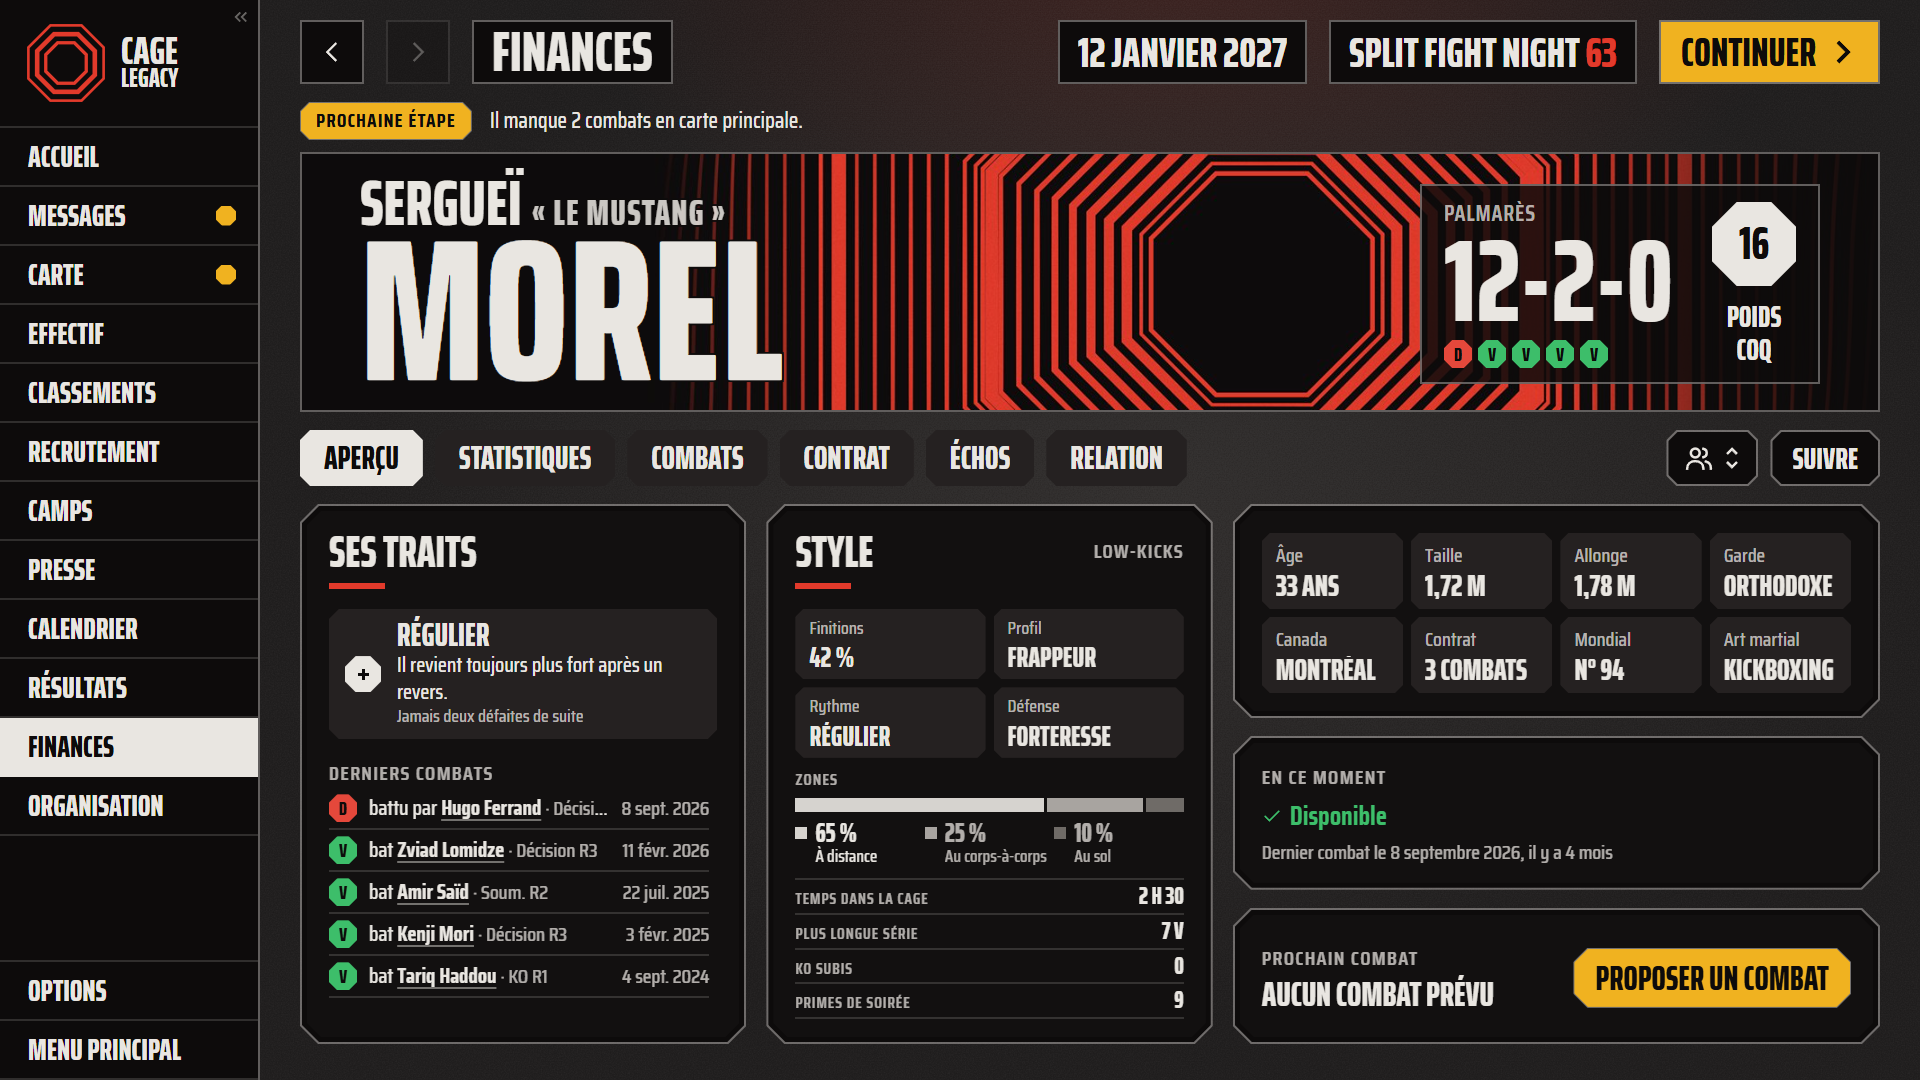 CAGE
LEGACY
«
ACCUEIL
MESSAGES
CARTE
EFFECTIF
CLASSEMENTS
RECRUTEMENT
CAMPS
PRESSE
CALENDRIER
RÉSULTATS
FINANCES
ORGANISATION
OPTIONS
MENU PRINCIPAL
FINANCES
12 JANVIER 2027
SPLIT FIGHT NIGHT 63
CONTINUER
PROCHAINE ÉTAPE
Il manque 2 combats en carte principale.
SERGUEÏ « LE MUSTANG »
MOREL
PALMARÈS
12-2-0
D V V V V
16
POIDS
COQ
APERÇU
STATISTIQUES
COMBATS
CONTRAT
ÉCHOS
RELATION
SUIVRE
SES TRAITS
RÉGULIER
Il revient toujours plus fort après un
revers.
Jamais deux défaites de suite
DERNIERS COMBATS
D battu par Hugo Ferrand · Décisi... 8 sept. 2026
V bat Zviad Lomidze · Décision R3 11 févr. 2026
V bat Amir Saïd · Soum. R2 22 juil. 2025
V bat Kenji Mori · Décision R3 3 févr. 2025
V bat Tariq Haddou · KO R1 4 sept. 2024
STYLE
LOW-KICKS
Finitions
42 %
Profil
FRAPPEUR
Rythme
RÉGULIER
Défense
FORTERESSE
ZONES
65 %
À distance
25 %
Au corps-à-corps
10 %
Au sol
TEMPS DANS LA CAGE 2 H 30
PLUS LONGUE SÉRIE 7 V
KO SUBIS 0
PRIMES DE SOIRÉE 9
Âge
33 ANS
Taille
1,72 M
Allonge
1,78 M
Garde
ORTHODOXE
Canada
MONTRÉAL
Contrat
3 COMBATS
Mondial
N° 94
Art martial
KICKBOXING
EN CE MOMENT
Disponible
Dernier combat le 8 septembre 2026, il y a 4 mois
PROCHAIN COMBAT
AUCUN COMBAT PRÉVU
PROPOSER UN COMBAT